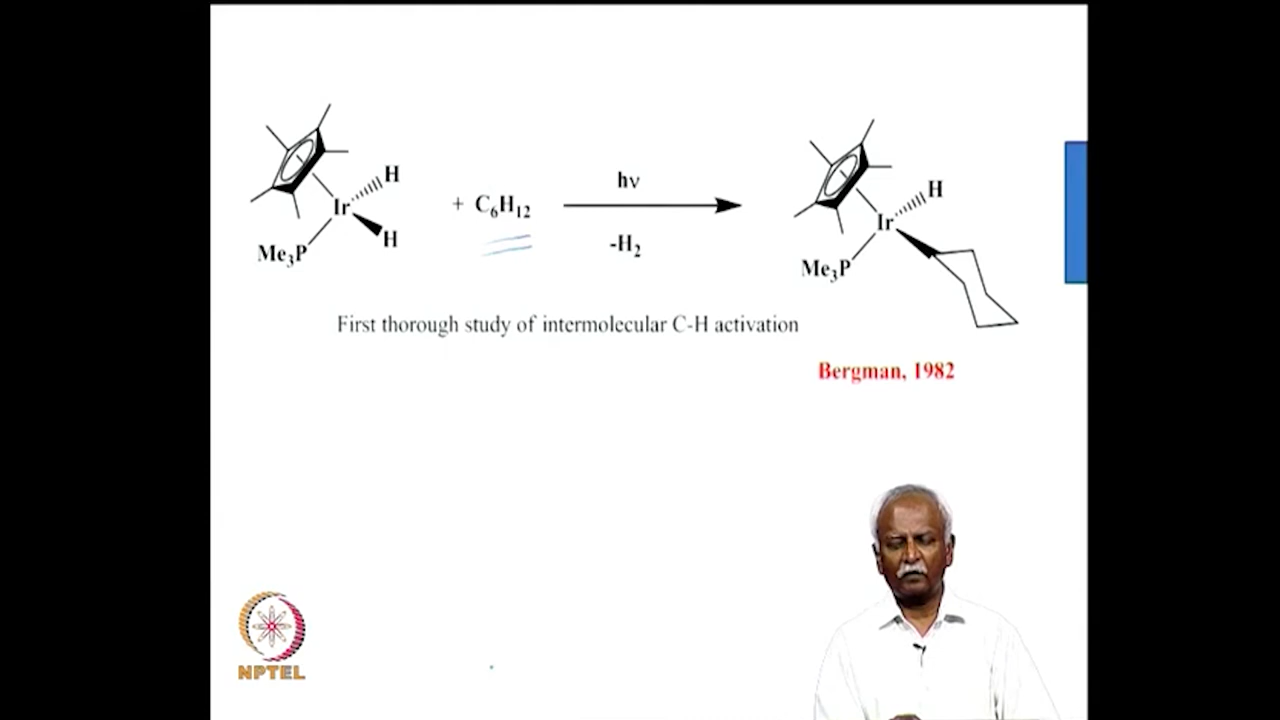 H
Ir
H
Me₃P
+ C₆H₁₂
hν
-H₂
H
Ir
Me₃P
First thorough study of intermolecular C-H activation
Bergman, 1982
NPTEL